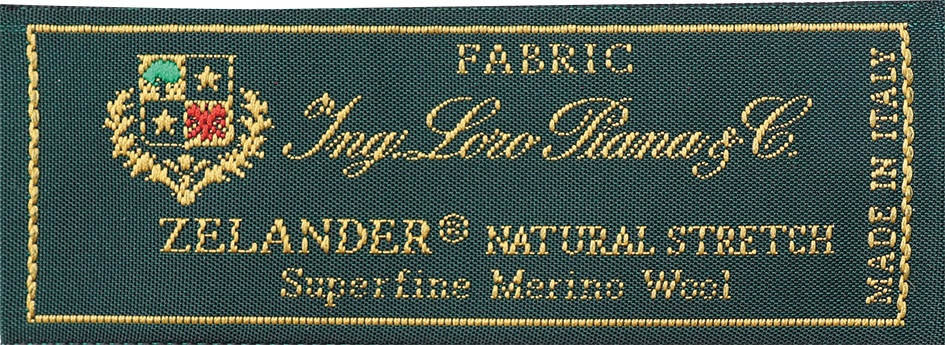 FABRIC
Ing. Loro Piana & C.
ZELANDER® NATURAL STRETCH
Superfine Merino Wool
MADE IN ITALY